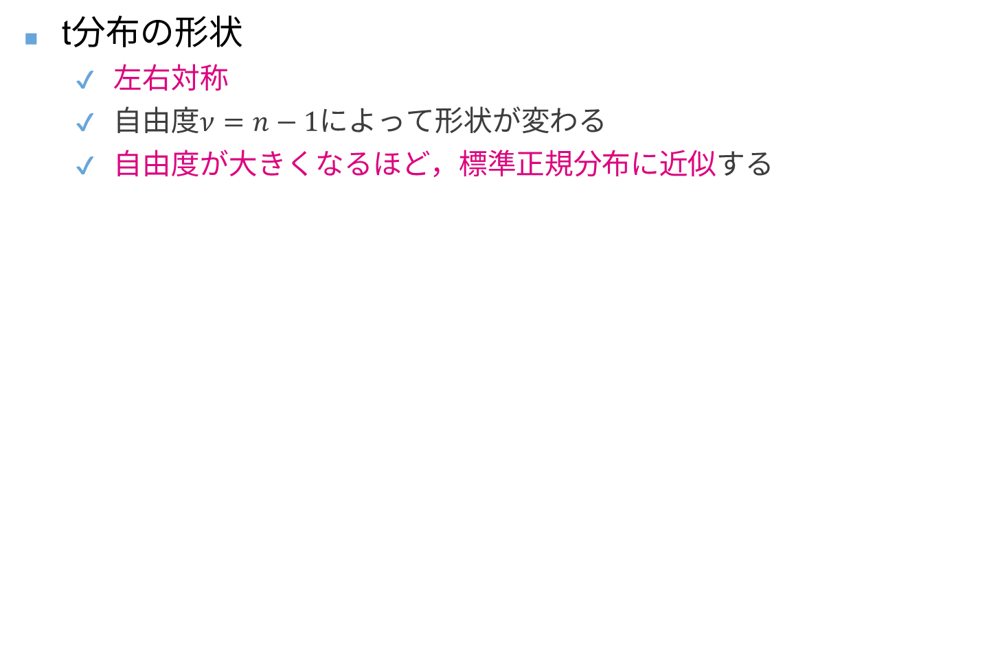 ■ t分布の形状
✓ 左右対称
✓ 自由度ν = n − 1によって形状が変わる
✓ 自由度が大きくなるほど，標準正規分布に近似する